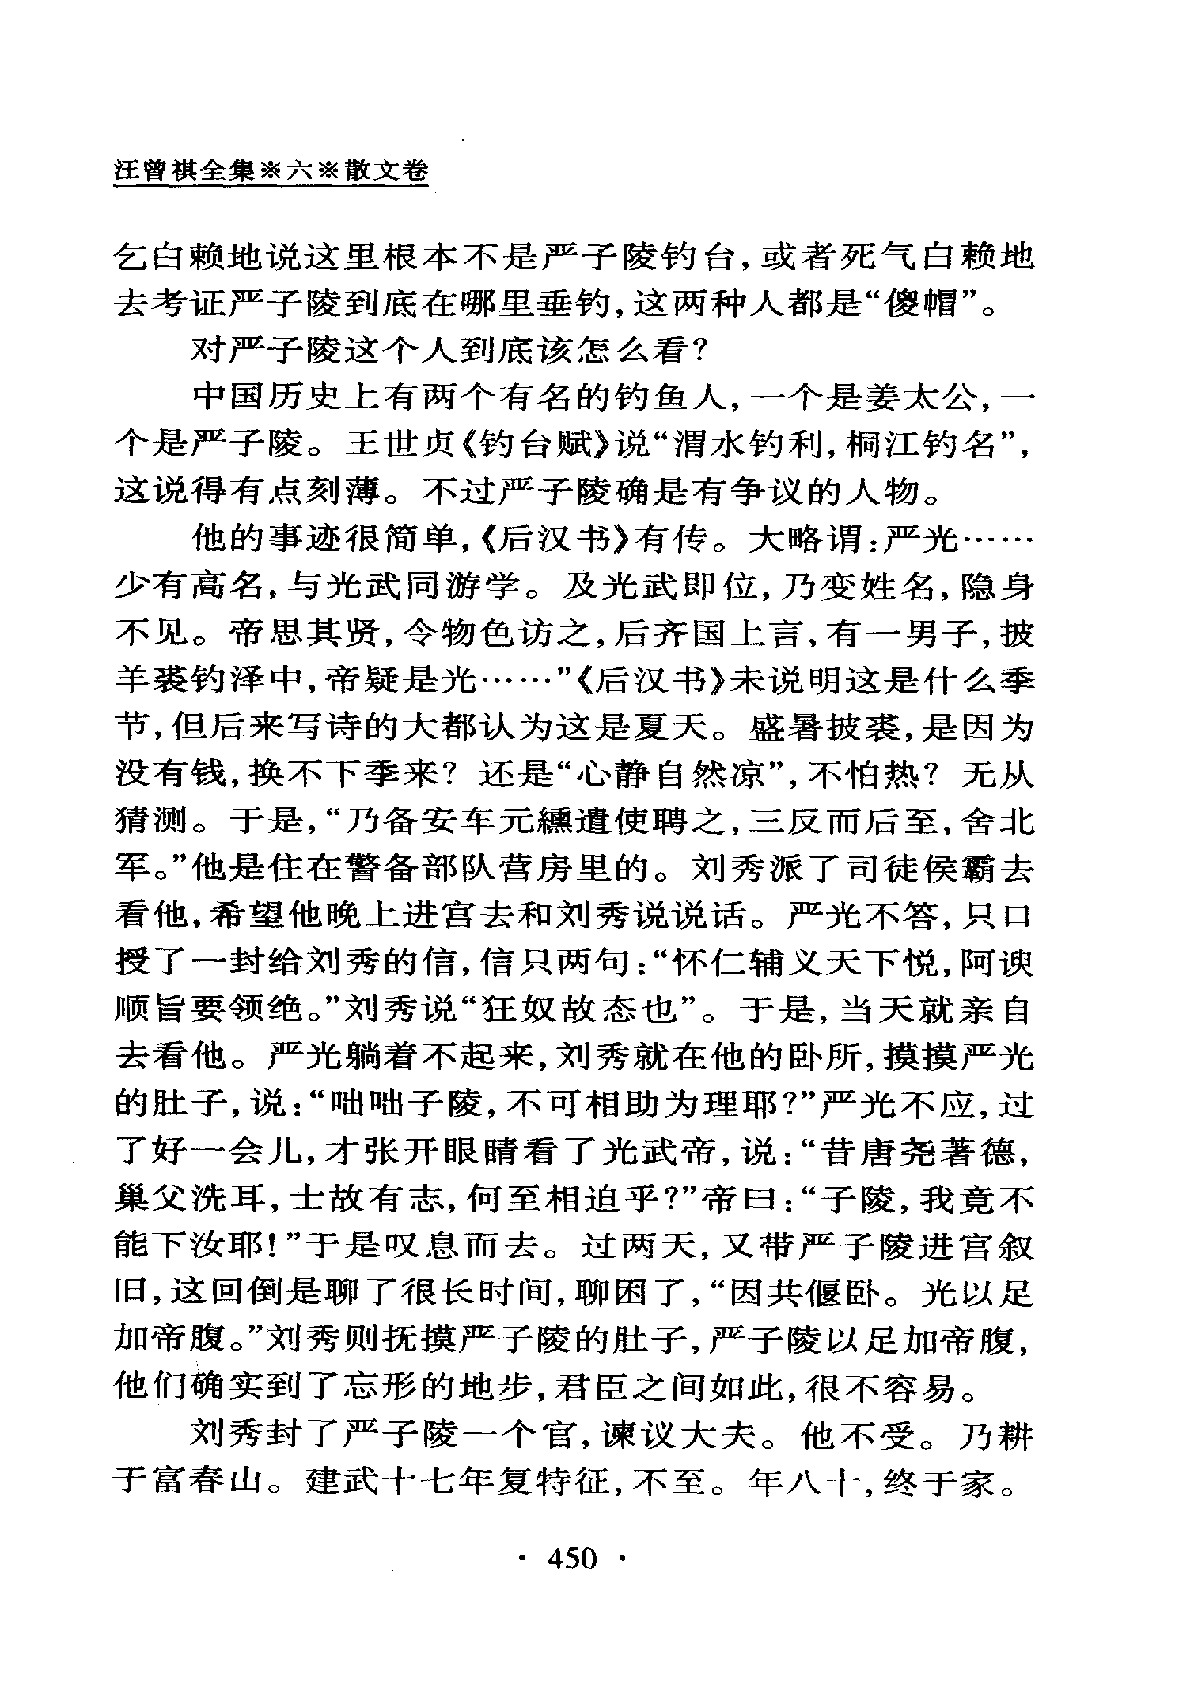 汪曾祺全集※六※散文卷
乞白赖地说这里根本不是严子陵钓台,或者死气白赖地
去考证严子陵到底在哪里垂钓,这两种人都是“傻帽”。
对严子陵这个人到底该怎么看?
中国历史上有两个有名的钓鱼人,一个是姜太公,一
个是严子陵。王世贞《钓台赋》说“渭水钓利,桐江钓名”,
这说得有点刻薄。不过严子陵确是有争议的人物。
他的事迹很简单,《后汉书》有传。大略谓:严光……
少有高名,与光武同游学。及光武即位,乃变姓名,隐身
不见。帝思其贤,令物色访之,后齐国上言,有一男子,披
羊裘钓泽中,帝疑是光……”《后汉书》未说明这是什么季
节,但后来写诗的大都认为这是夏天。盛暑披裘,是因为
没有钱,换不下季来?还是“心静自然凉”,不怕热?无从
猜测。于是,“乃备安车元纁遣使聘之,三反而后至,舍北
军。”他是住在警备部队营房里的。刘秀派了司徒侯霸去
看他,希望他晚上进宫去和刘秀说说话。严光不答,只口
授了一封给刘秀的信,信只两句:“怀仁辅义天下悦,阿谀
顺旨要领绝。”刘秀说“狂奴故态也”。于是,当天就亲自
去看他。严光躺着不起来,刘秀就在他的卧所,摸摸严光
的肚子,说:“咄咄子陵,不可相助为理耶?”严光不应,过
了好一会儿,才张开眼睛看了光武帝,说:“昔唐尧著德,
巢父洗耳,士故有志,何至相迫乎?”帝曰:“子陵,我竟不
能下汝耶!”于是叹息而去。过两天,又带严子陵进宫叙
旧,这回倒是聊了很长时间,聊困了,“因共偃卧。光以足
加帝腹。”刘秀则抚摸严子陵的肚子,严子陵以足加帝腹,
他们确实到了忘形的地步,君臣之间如此,很不容易。
刘秀封了严子陵一个官,谏议大夫。他不受。乃耕
于富春山。建武十七年复特征,不至。年八十,终于家。
· 450 ·